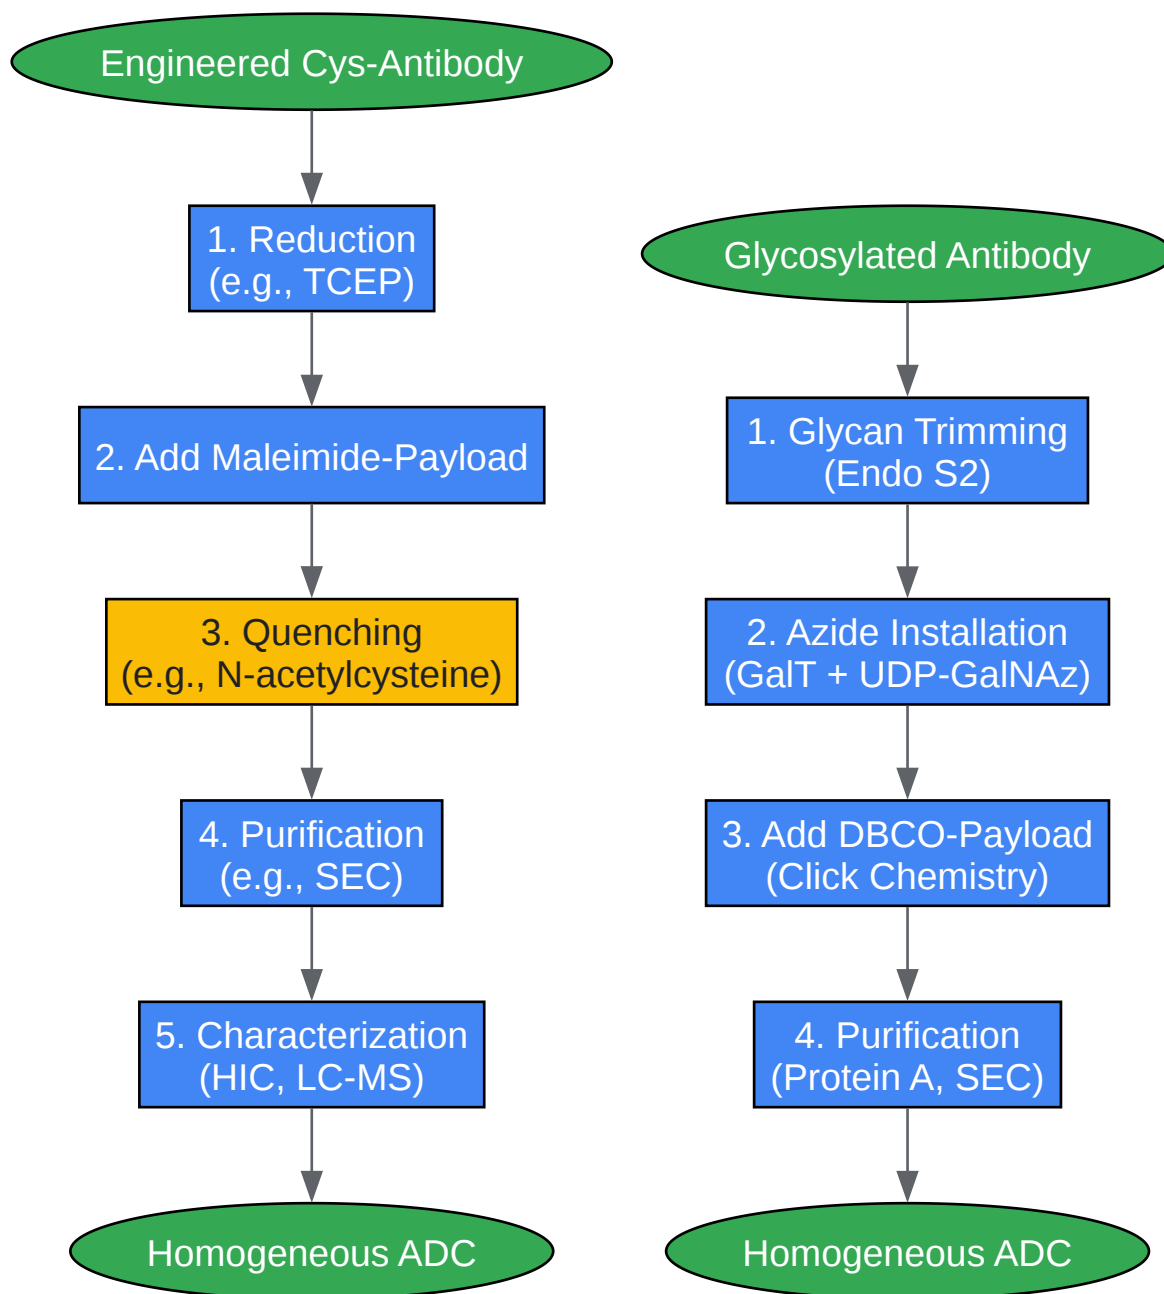 Engineered Cys-Antibody
1. Reduction
(e.g., TCEP)
2. Add Maleimide-Payload
3. Quenching
(e.g., N-acetylcysteine)
4. Purification
(e.g., SEC)
5. Characterization
(HIC, LC-MS)
Homogeneous ADC
Glycosylated Antibody
1. Glycan Trimming
(Endo S2)
2. Azide Installation
(GalT + UDP-GalNAz)
3. Add DBCO-Payload
(Click Chemistry)
4. Purification
(Protein A, SEC)
Homogeneous ADC